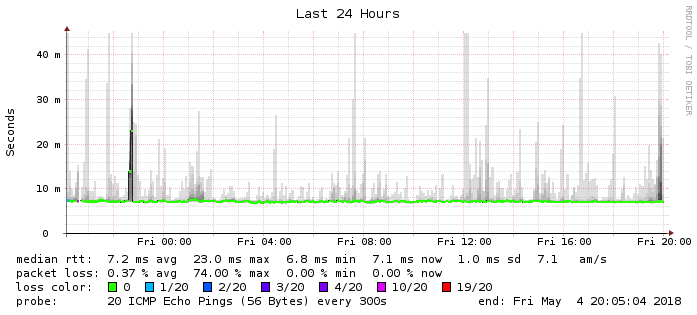 Last 24 Hours
RRDTOOL / TOBI OETIKER
Seconds
40 m
30 m
20 m
10 m
0
Fri 00:00 Fri 04:00 Fri 08:00 Fri 12:00 Fri 16:00 Fri 20:00
median rtt: 7.2 ms avg 23.0 ms max 6.8 ms min 7.1 ms now 1.0 ms sd 7.1 am/s
packet loss: 0.37 % avg 74.00 % max 0.00 % min 0.00 % now
loss color: 0 1/20 2/20 3/20 4/20 10/20 19/20
probe: 20 ICMP Echo Pings (56 Bytes) every 300s end: Fri May 4 20:05:04 2018